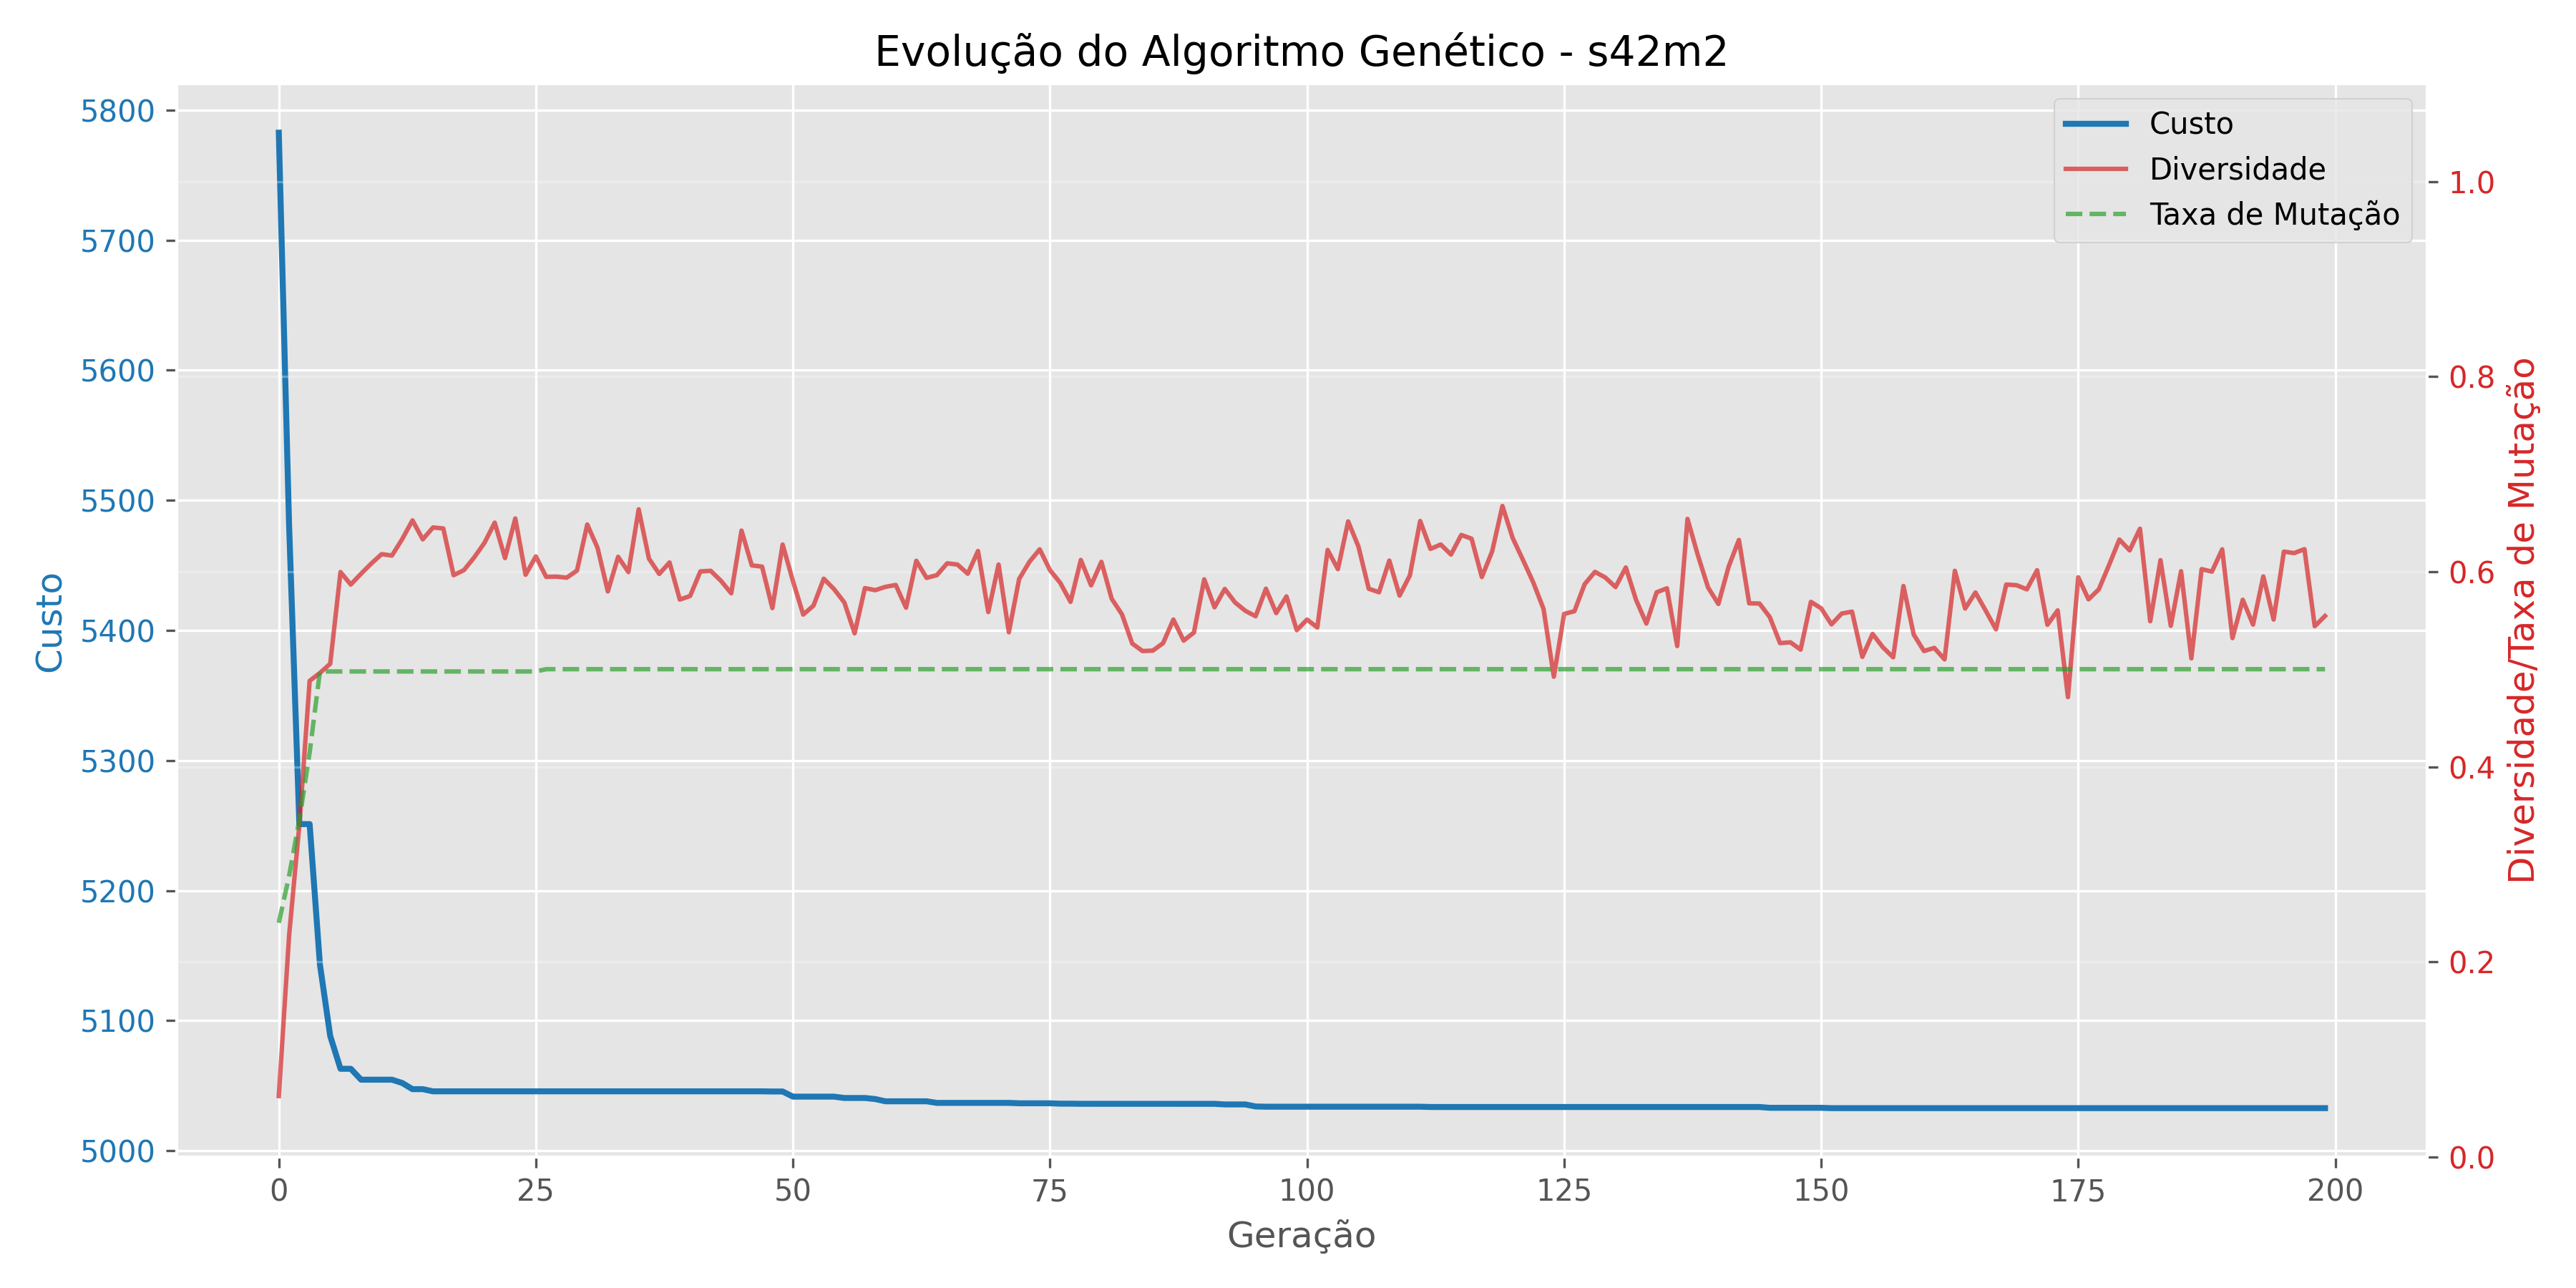 Evolução do Algoritmo Genético - s42m2
Custo
Diversidade
Taxa de Mutação
5800
5700
5600
5500
5400
5300
5200
5100
5000
Custo
1.0
0.8
0.6
0.4
0.2
0.0
Diversidade/Taxa de Mutação
0 25 50 75 100 125 150 175 200
Geração